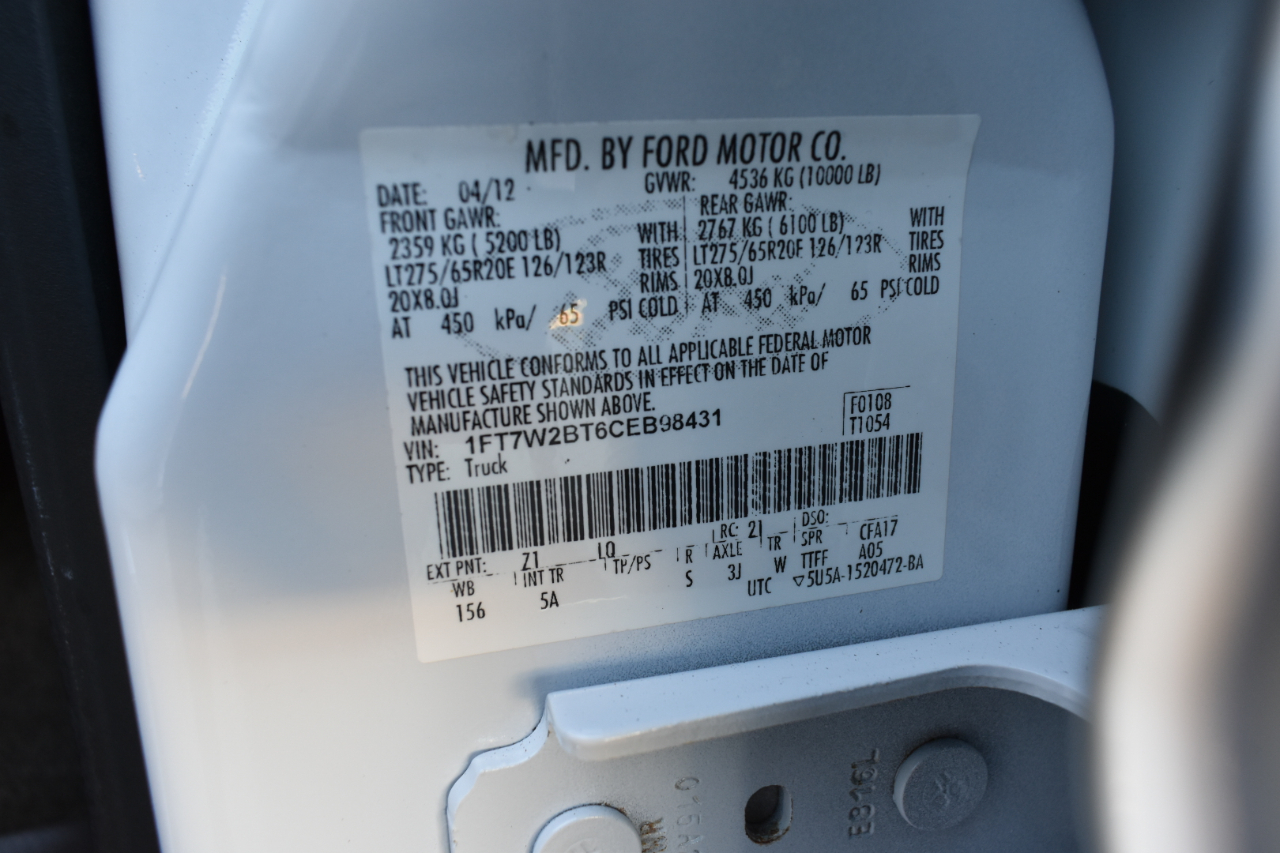 MFD. BY FORD MOTOR CO.
DATE: 04/12 GVWR: 4536 KG (10000 LB)
FRONT GAWR: REAR GAWR:
2359 KG ( 5200 LB) WITH 2767 KG ( 6100 LB) WITH
LT275/65R20E 126/123R TIRES LT275/65R20E 126/123R TIRES
20X8.0J RIMS 20X8.0J RIMS
AT 450 kPa/ 65 PSI COLD AT 450 kPa/ 65 PSI COLD
THIS VEHICLE CONFORMS TO ALL APPLICABLE FEDERAL MOTOR
VEHICLE SAFETY STANDARDS IN EFFECT ON THE DATE OF
MANUFACTURE SHOWN ABOVE.
VIN: 1FT7W2BT6CEB98431 F0108
TYPE: Truck T1054
EXT PNT: Z1 LQ RC: 21 DSO:
WB INT TR TP/PS R AXLE TR SPR CFA17
156 5A S 3J W TTFF A05
UTC ▽5U5A-1520472-BA